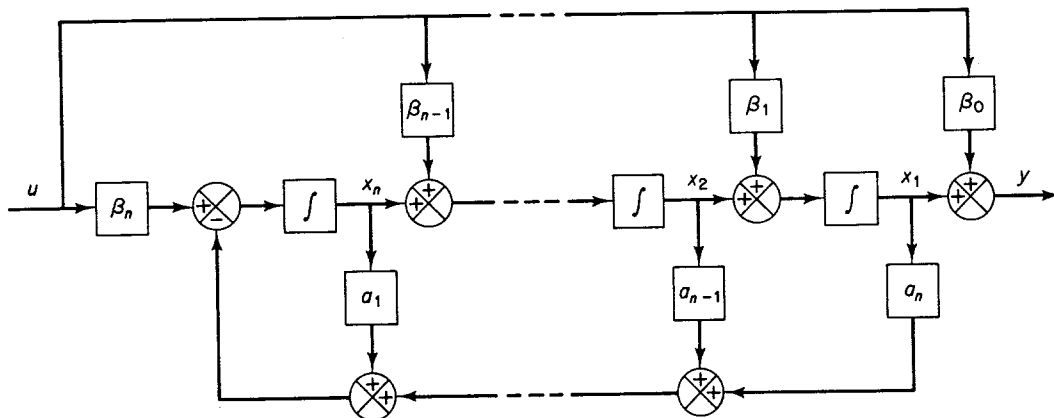 β_{n−1} β_1 β_0
u x_n x_2 x_1 y
β_n + − ∫ + + ∫ + + ∫ + +
a_1 a_{n−1} a_n
+ + + +